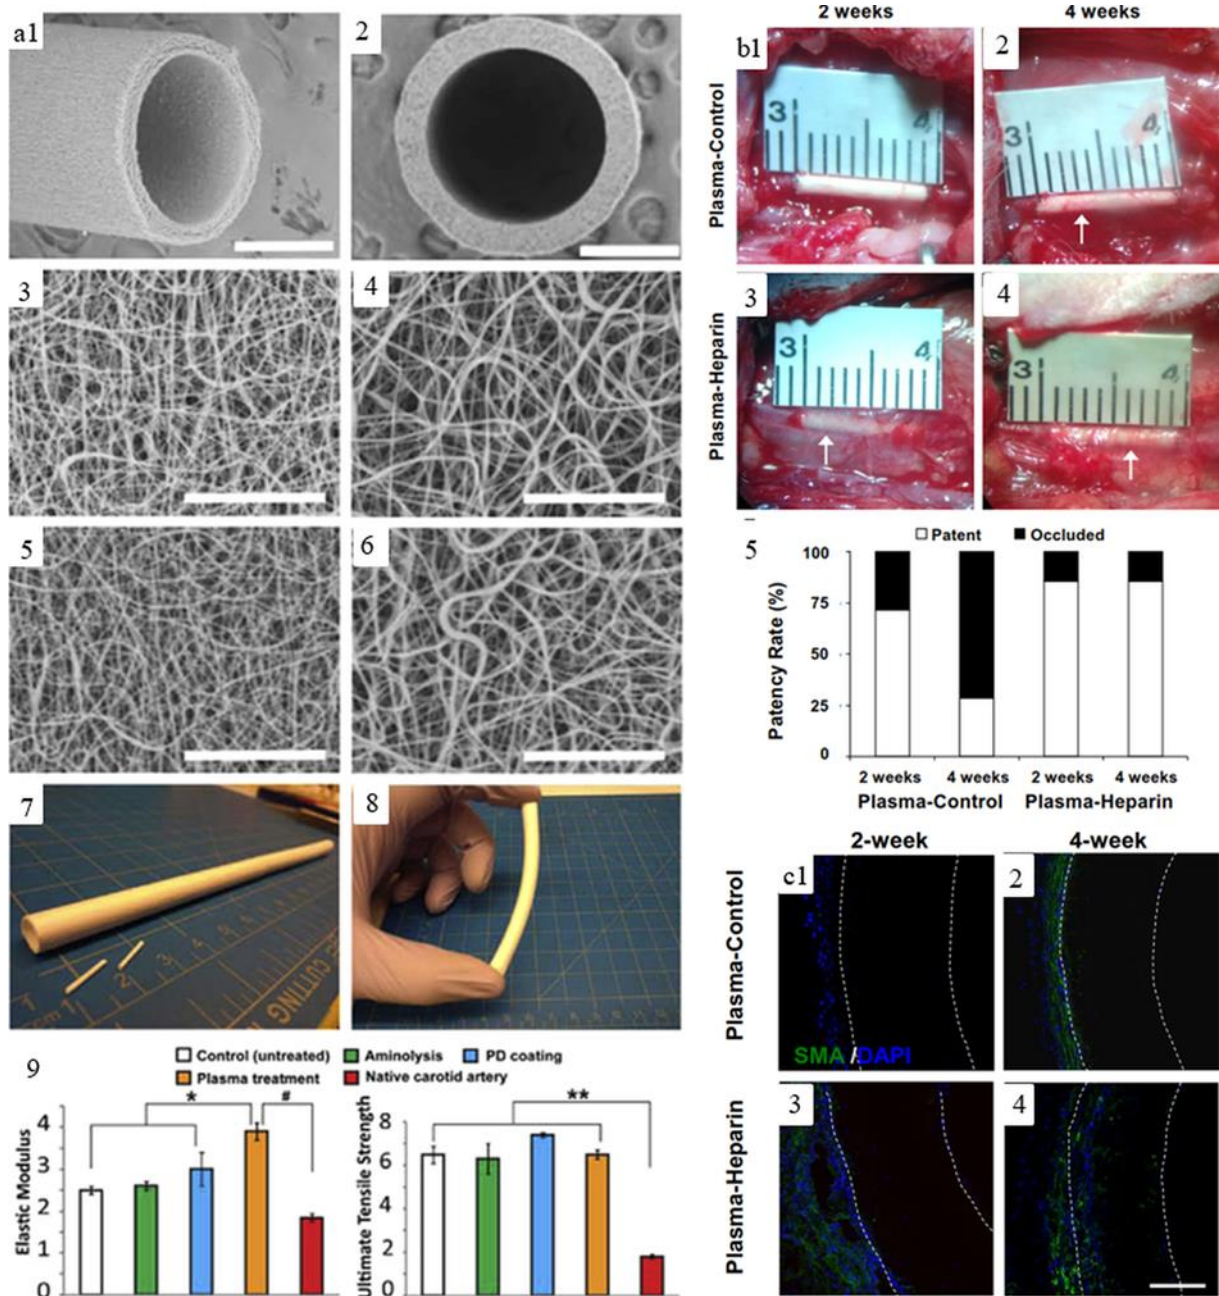 a1
2
3
4
5
6
7
8
9
Control (untreated)
Aminolysis
PD coating
Plasma treatment
Native carotid artery
Elastic Modulus
4
3
2
1
0
*
#
Ultimate Tensile Strength
8
6
4
2
0
**
2 weeks
4 weeks
Plasma-Control
b1
3
4
2
3
4
Plasma-Heparin
3
3
4
4
3
4
5
Patent
Occluded
Patency Rate (%)
100
75
50
25
0
2 weeks
4 weeks
2 weeks
4 weeks
Plasma-Control
Plasma-Heparin
2-week
4-week
Plasma-Control
c1
SMA/DAPI
2
Plasma-Heparin
3
4